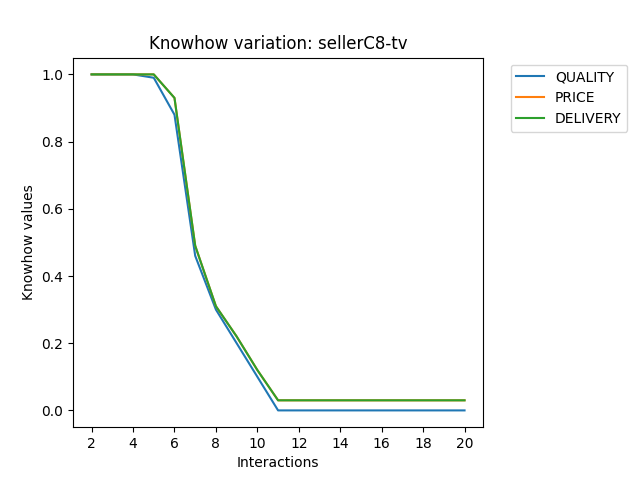 Knowhow variation: sellerC8-tv
QUALITY
PRICE
DELIVERY
1.0
0.8
0.6
0.4
0.2
0.0
Knowhow values
2 4 6 8 10 12 14 16 18 20
Interactions